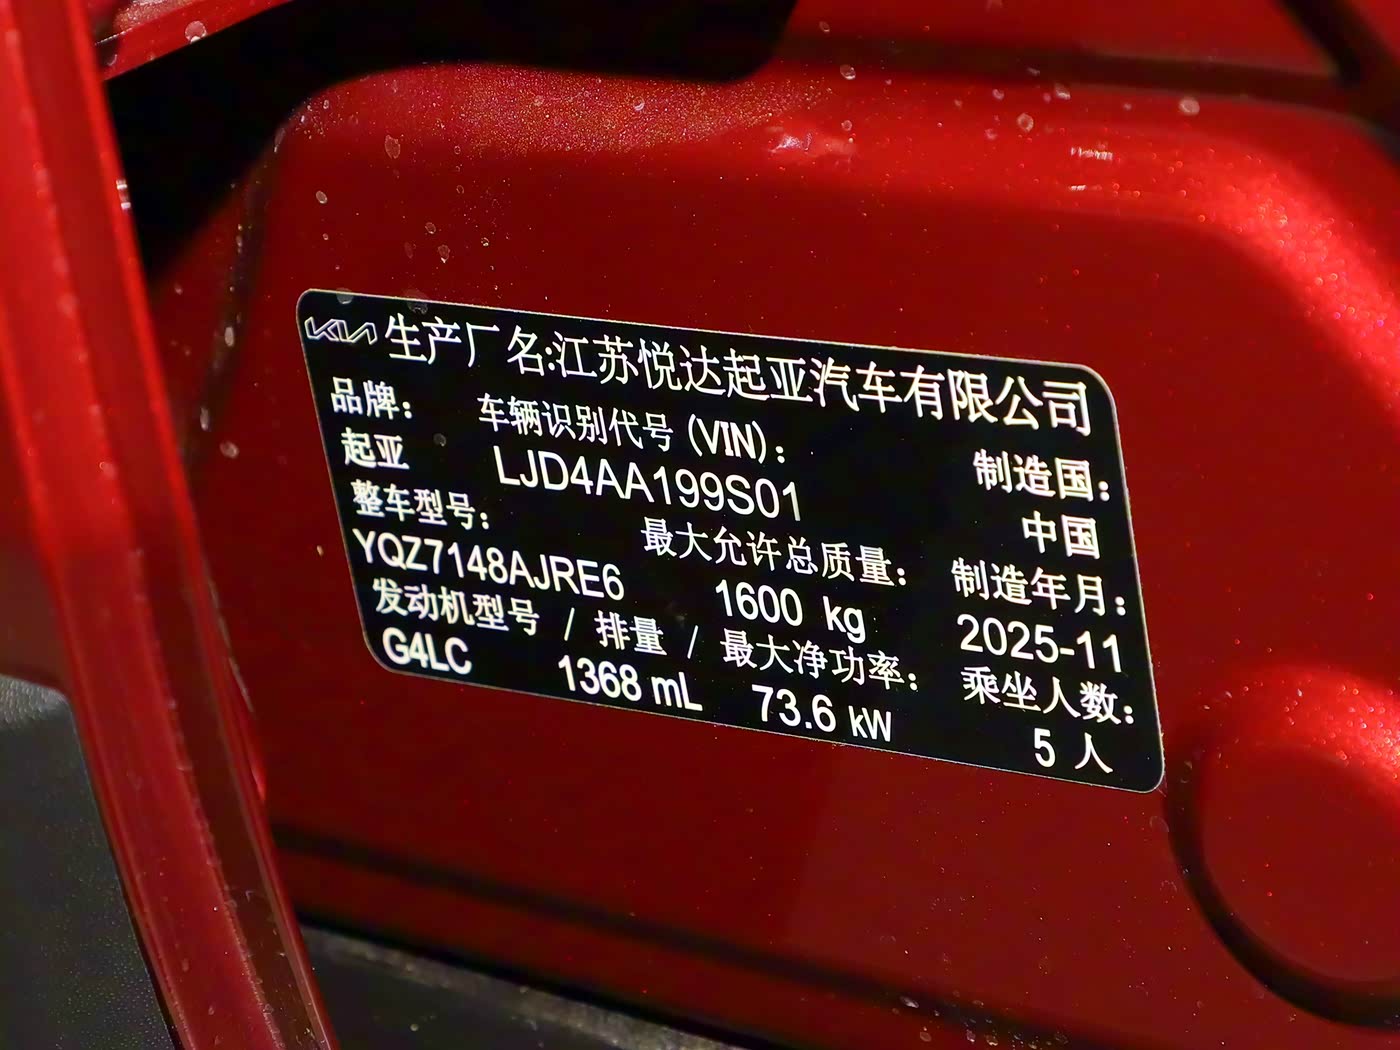 KIA 生产厂名:江苏悦达起亚汽车有限公司
品牌: 车辆识别代号 (VIN): 制造国:
起亚 LJD4AA199S01 中国
整车型号: 最大允许总质量: 制造年月:
YQZ7148AJRE6 1600 kg 2025-11
发动机型号 / 排量 / 最大净功率: 乘坐人数:
G4LC 1368 mL 73.6 kW 5 人